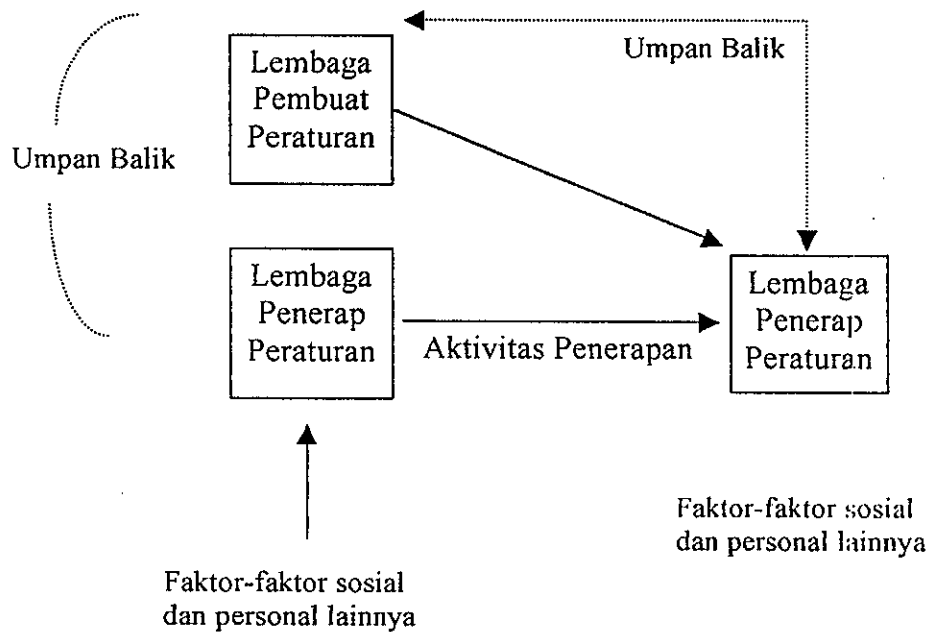 Lembaga
Pembuat
Peraturan
Umpan Balik
Umpan Balik
Lembaga
Penerap
Peraturan
Aktivitas Penerapan
Lembaga
Penerap
Peraturan
Faktor-faktor sosial
dan personal lainnya
Faktor-faktor sosial
dan personal lainnya